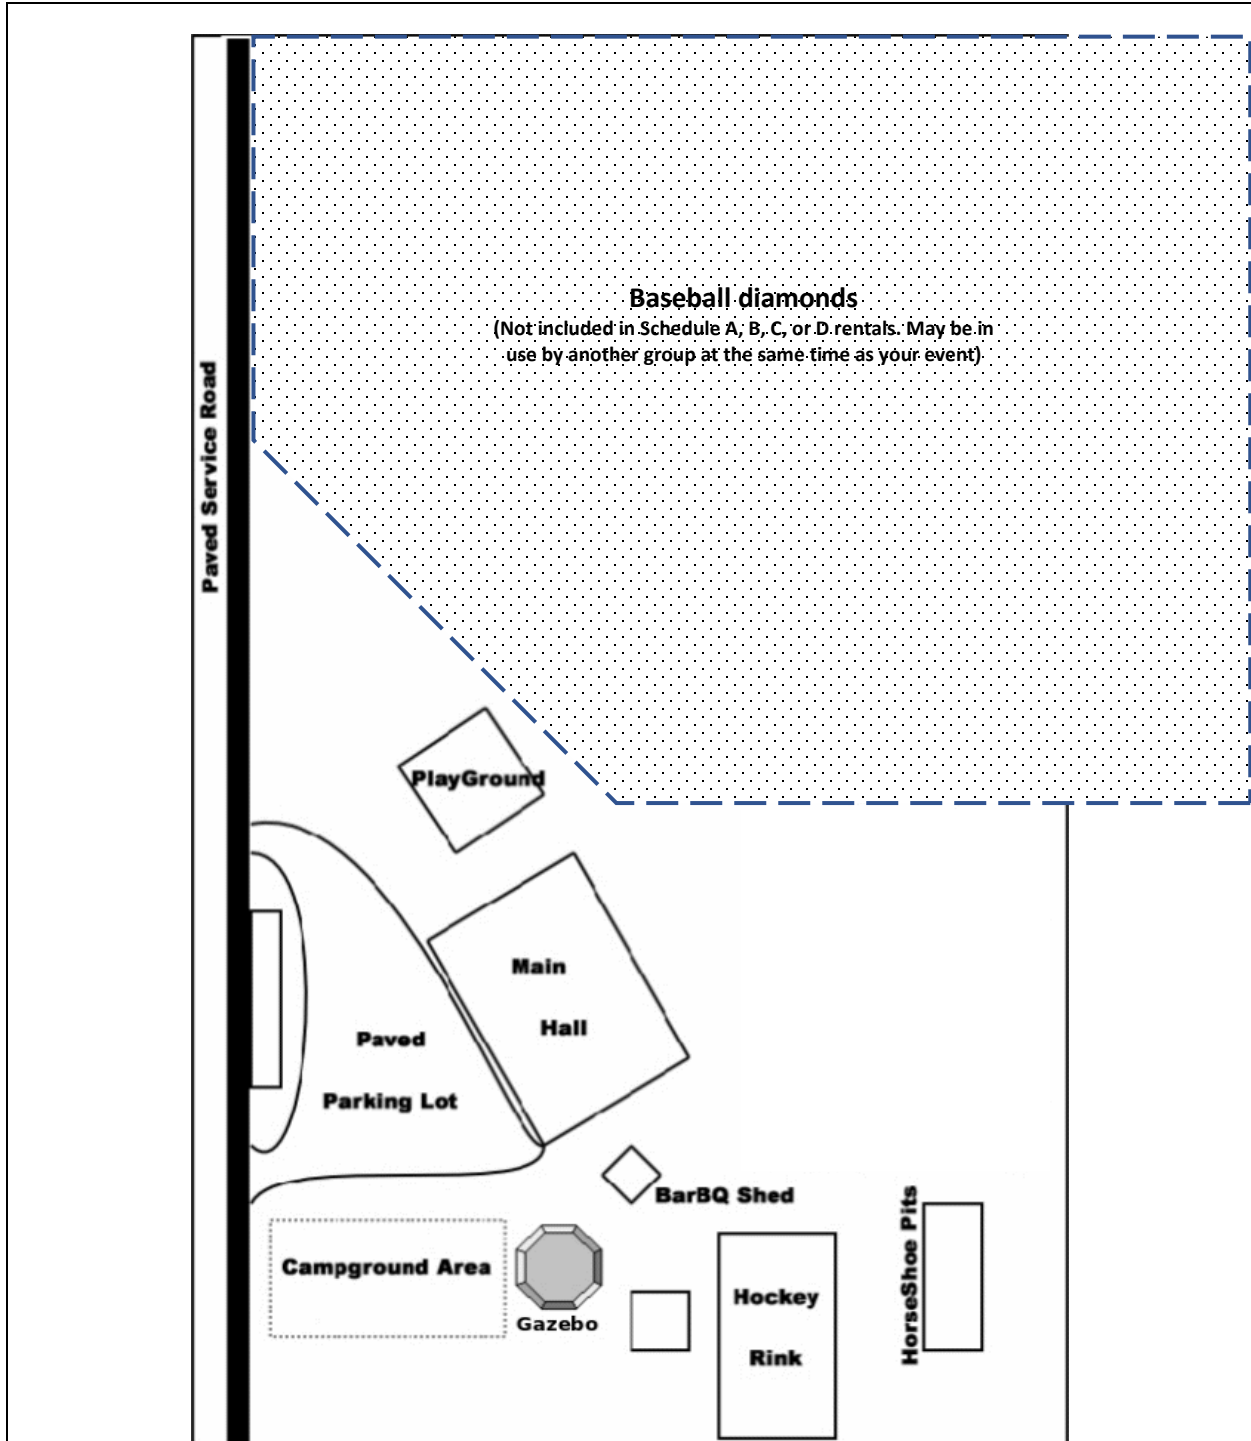 Baseball diamonds
(Not included in Schedule A, B, C, or D rentals. May be in
use by another group at the same time as your event)
Paved Service Road
PlayGround
Main
Hall
Paved
Parking Lot
BarBQ Shed
HorseShoe Pits
Campground Area
Gazebo
Hockey
Rink